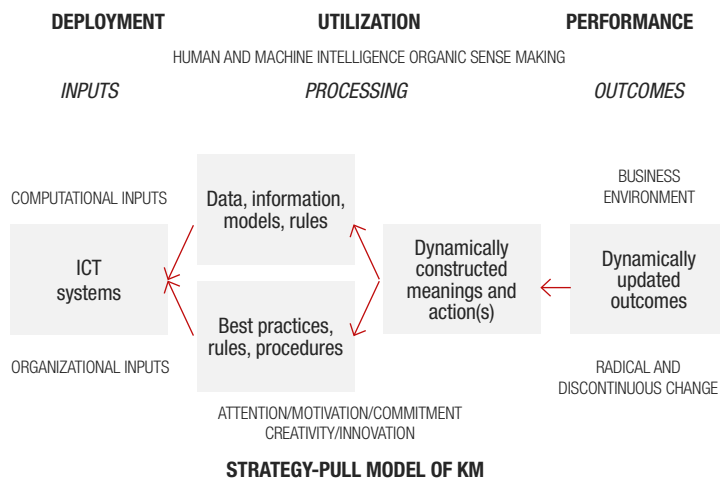 DEPLOYMENT UTILIZATION PERFORMANCE
HUMAN AND MACHINE INTELLIGENCE ORGANIC SENSE MAKING
INPUTS PROCESSING OUTCOMES
COMPUTATIONAL INPUTS
ICT
systems
ORGANIZATIONAL INPUTS
Data, information,
models, rules
Best practices,
rules, procedures
ATTENTION/MOTIVATION/COMMITMENT
CREATIVITY/INNOVATION
Dynamically
constructed
meanings and
action(s)
BUSINESS
ENVIRONMENT
Dynamically
updated
outcomes
RADICAL AND
DISCONTINUOUS CHANGE
STRATEGY-PULL MODEL OF KM